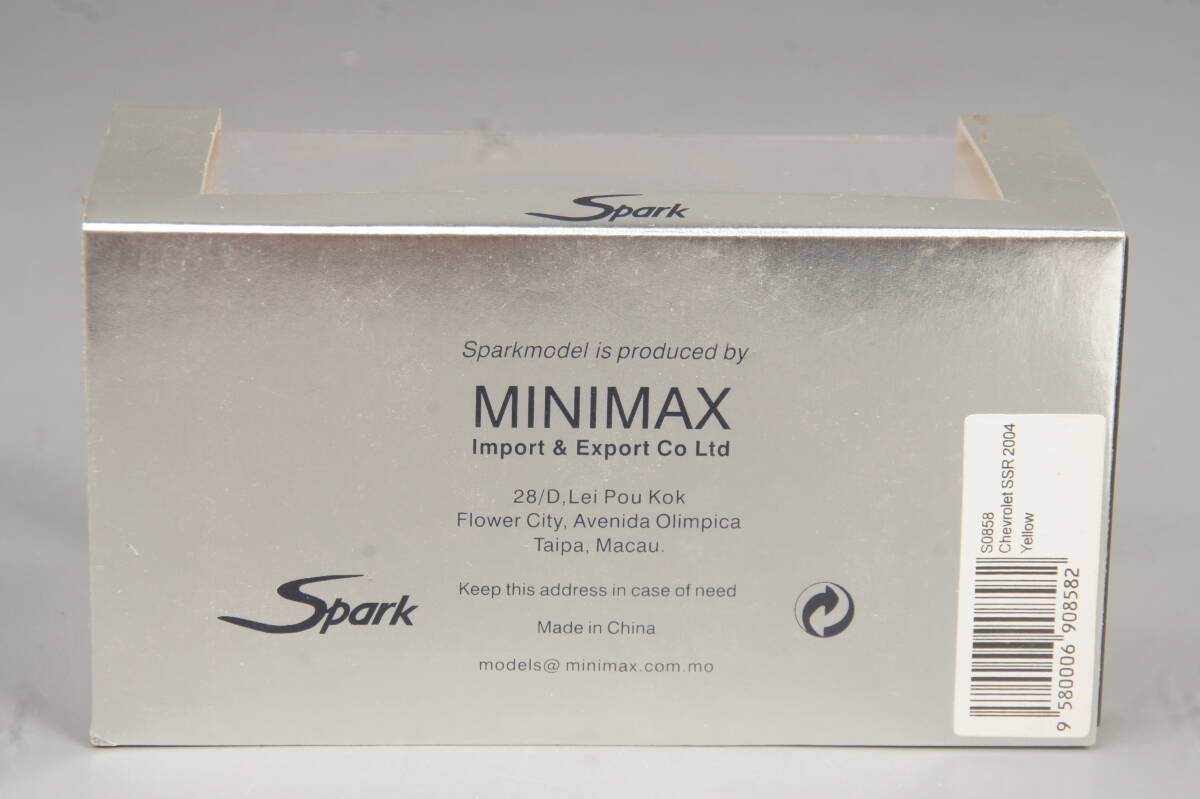 Spark
Sparkmodel is produced by
MINIMAX
Import & Export Co Ltd
28/D,Lei Pou Kok
Flower City, Avenida Olimpica
Taipa, Macau.
Keep this address in case of need
Made in China
models@ minimax.com.mo
Spark
S0858
Chevrolet SSR 2004
Yellow
9 580006 908582